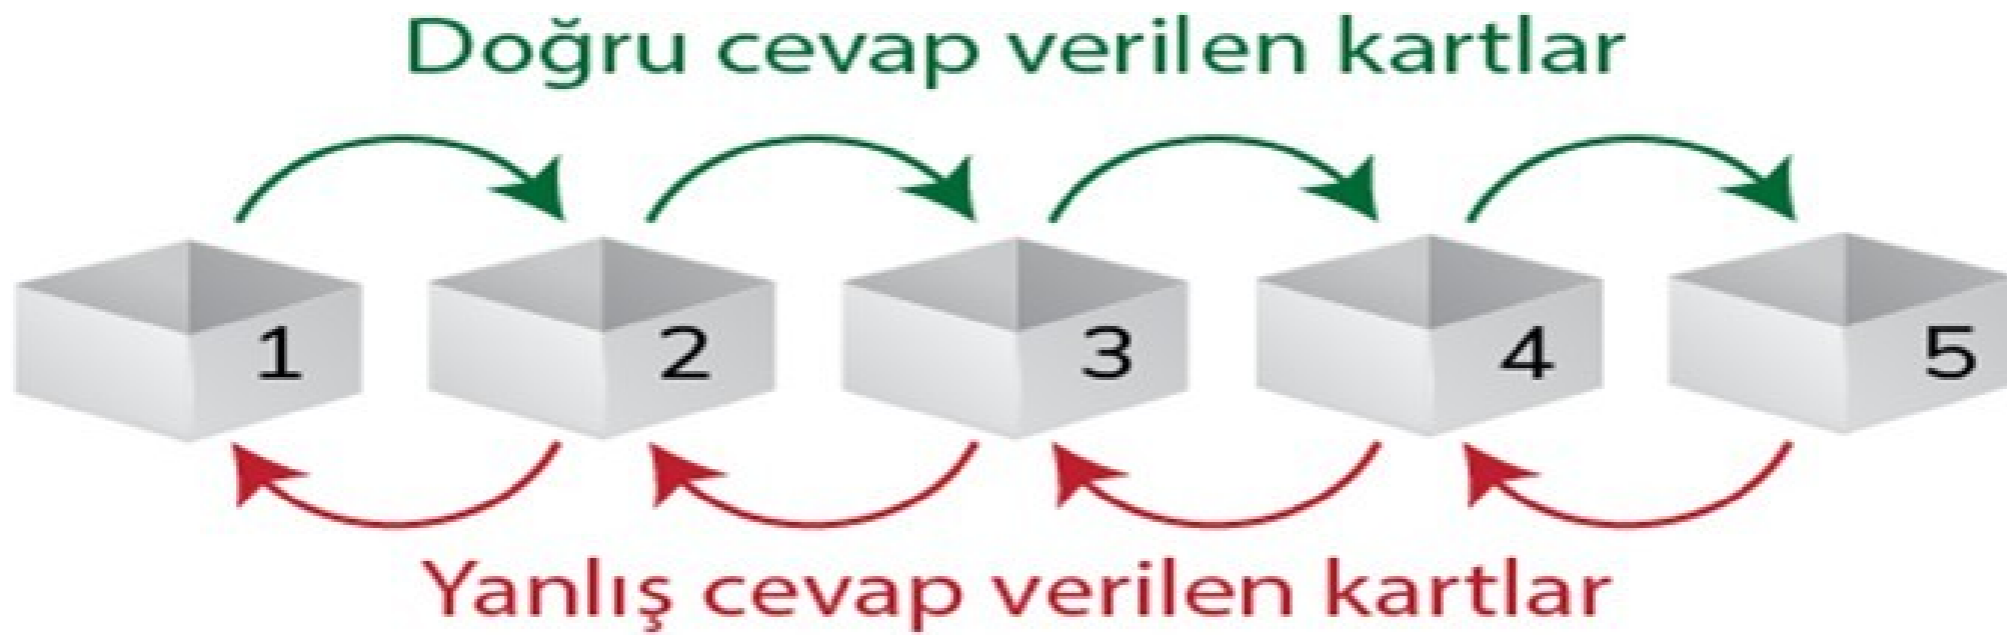 Doğru cevap verilen kartlar
1 2 3 4 5
Yanlış cevap verilen kartlar